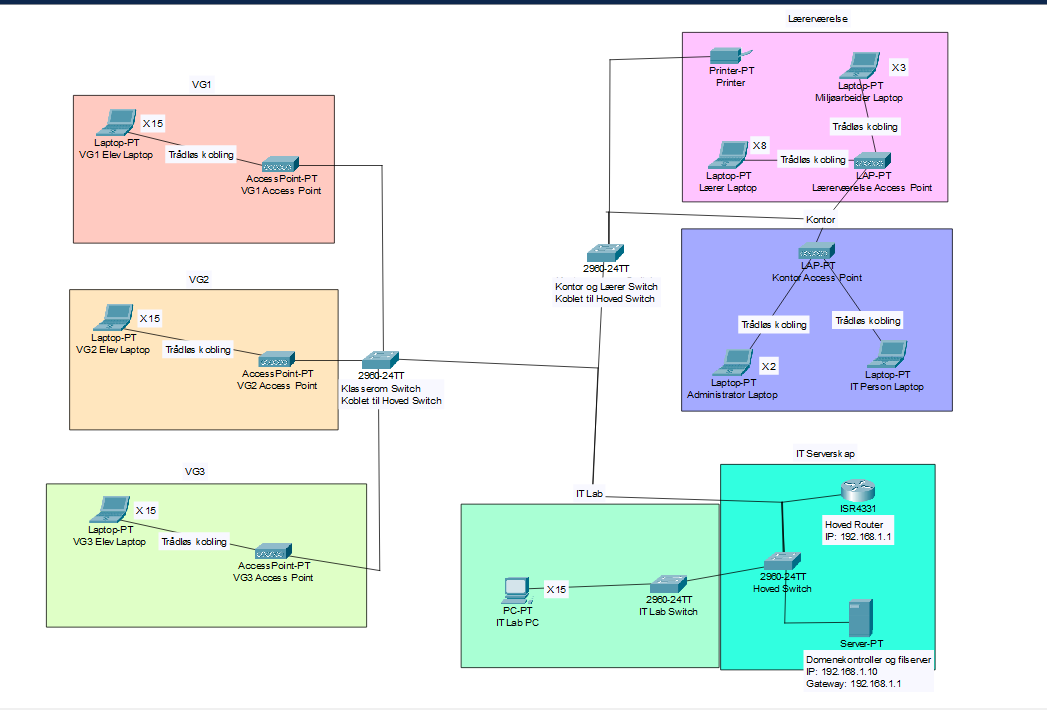 Lærerværelse
Printer-PT
Printer
X3
Laptop-PT
Miljøarbeider Laptop
Trådløs kobling
X8
Trådløs kobling
Laptop-PT
Lærer Laptop
LAP-PT
Lærerværelse Access Point
VG1
X15
Laptop-PT
VG1 Elev Laptop
Trådløs kobling
AccessPoint-PT
VG1 Access Point
Kontor
LAP-PT
Kontor Access Point
Trådløs kobling
Trådløs kobling
X2
Laptop-PT
Administrator Laptop
Laptop-PT
IT Person Laptop
2960-24TT
Kontor og Lærer Switch
Koblet til Hoved Switch
VG2
X15
Laptop-PT
VG2 Elev Laptop
Trådløs kobling
AccessPoint-PT
VG2 Access Point
2960-24TT
Klasserom Switch
Koblet til Hoved Switch
VG3
X15
Laptop-PT
VG3 Elev Laptop
Trådløs kobling
AccessPoint-PT
VG3 Access Point
IT Lab
PC-PT
IT Lab PC
X15
2960-24TT
IT Lab Switch
IT Serverskap
ISR4331
Hoved Router
IP: 192.168.1.1
2960-24TT
Hoved Switch
Server-PT
Domenekontroller og filserver
IP: 192.168.1.10
Gateway: 192.168.1.1